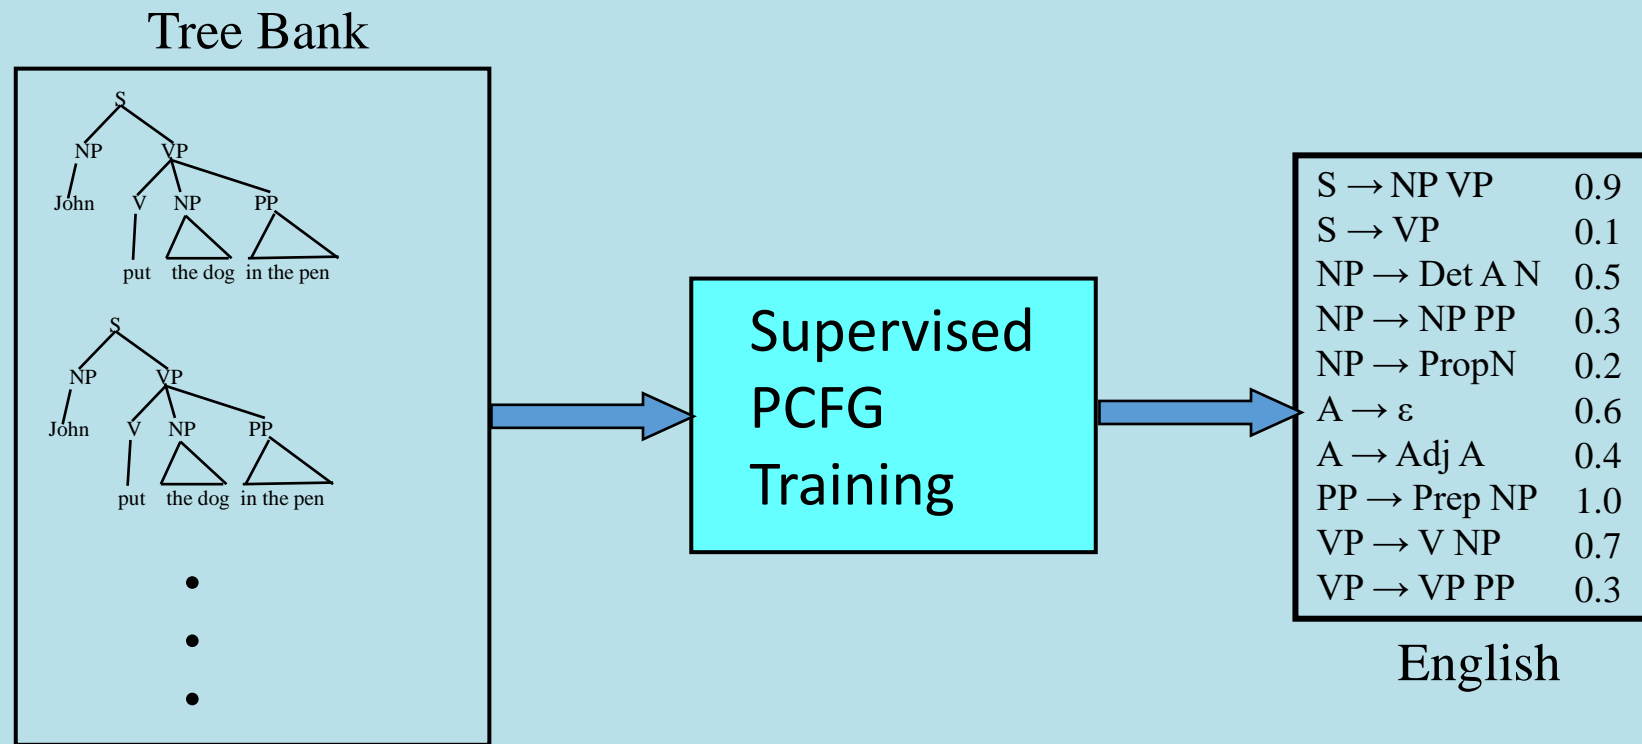 Tree Bank
S
NP VP
John V NP PP
put the dog in the pen
S
NP VP
John V NP PP
put the dog in the pen
Supervised
PCFG
Training
S → NP VP 0.9
S → VP 0.1
NP → Det A N 0.5
NP → NP PP 0.3
NP → PropN 0.2
A → ε 0.6
A → Adj A 0.4
PP → Prep NP 1.0
VP → V NP 0.7
VP → VP PP 0.3
English